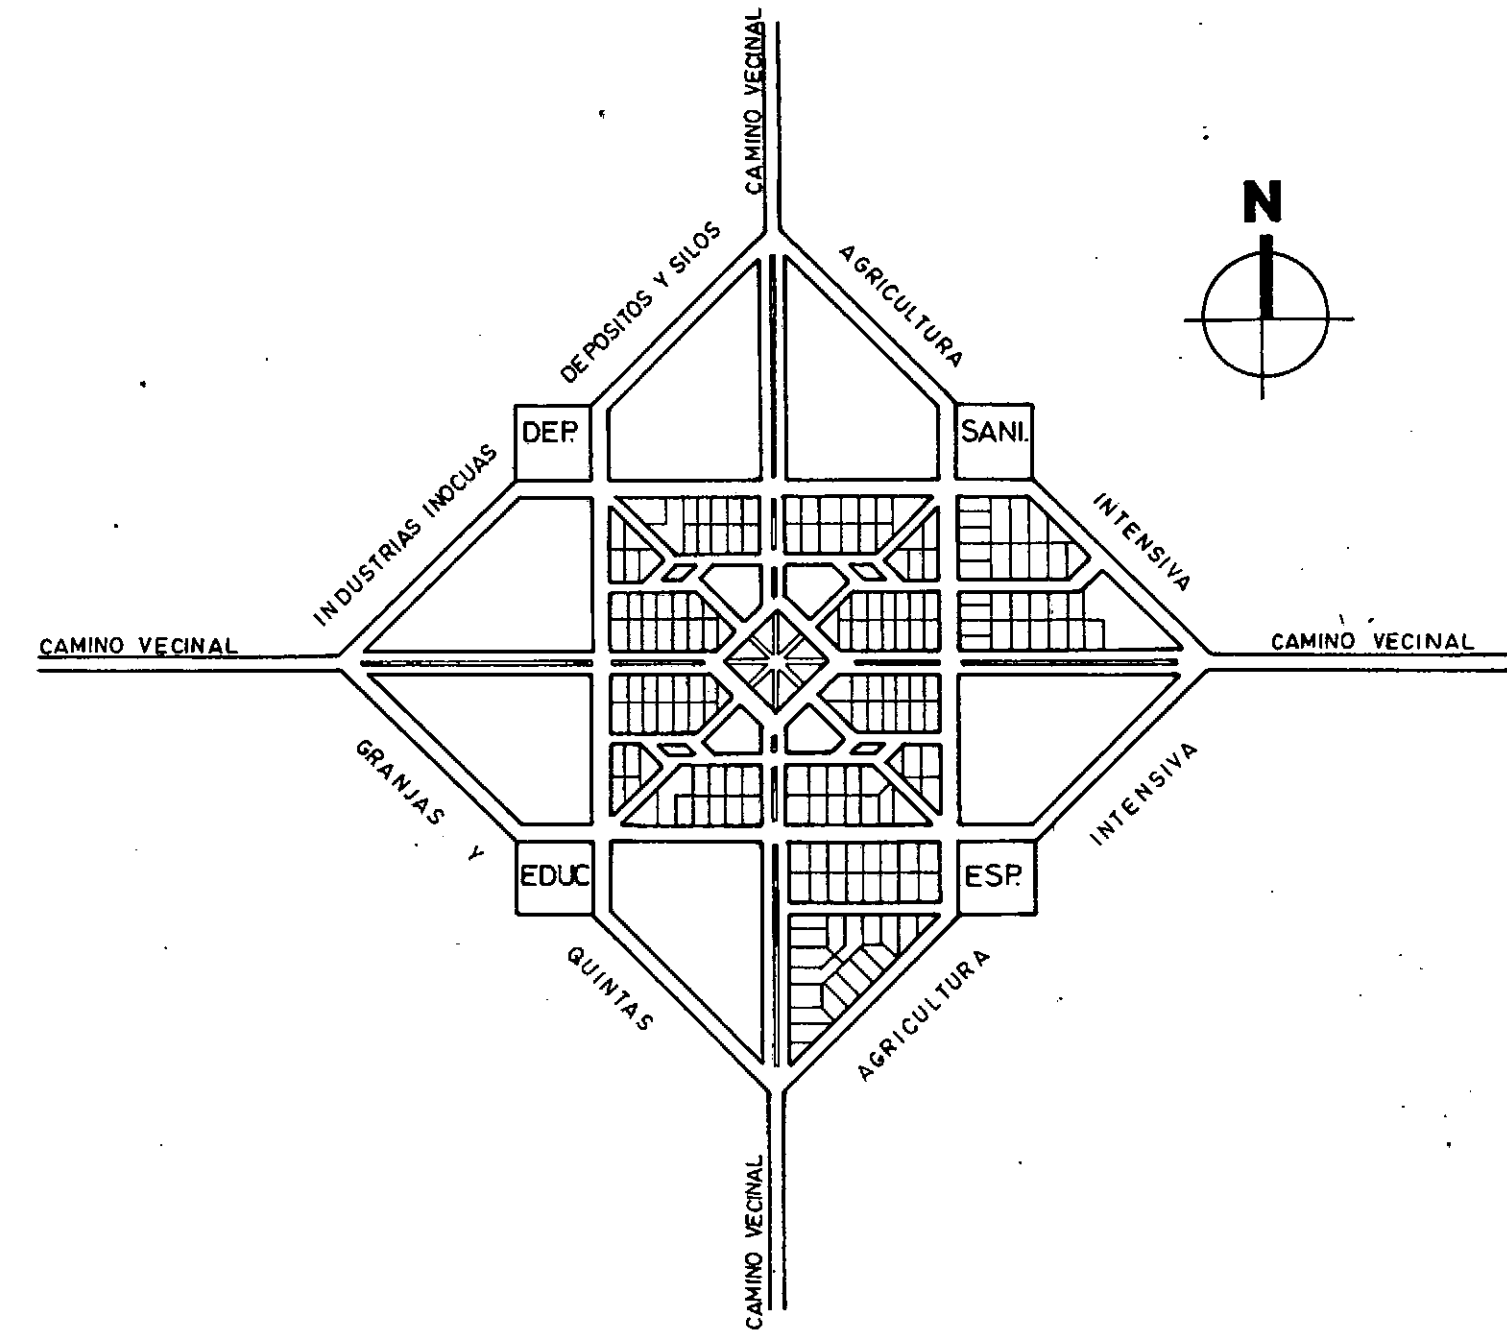 CAMINO VECINAL
N
DEPOSITOS Y SILOS
AGRICULTURA
DEP.
SANI.
INDUSTRIAS INOCUAS
INTENSIVA
CAMINO VECINAL
CAMINO VECINAL
GRANJAS Y
INTENSIVA
EDUC
ESP.
QUINTAS
AGRICULTURA
CAMINO VECINAL